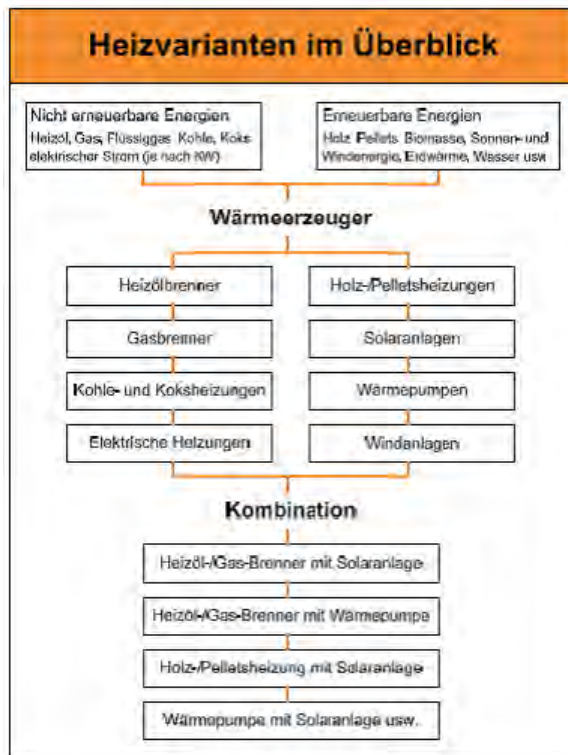 Heizvarianten im Überblick
Nicht erneuerbare Energien
Heizöl, Gas, Flüssiggas Kohle, Koks
elektrischer Strom (je nach KW)
Erneuerbare Energien
Holz Pellets Biomasse, Sonnen- und
Windenergie, Erdwärme, Wasser usw
Wärmeerzeuger
Heizölbrenner
Holz-/Pelletsheizungen
Gasbrenner
Solaranlagen
Kohle- und Koksheizungen
Wärmepumpen
Elektrische Heizungen
Windanlagen
Kombination
Heizöl-/Gas-Brenner mit Solaranlage
Heizöl-/Gas-Brenner mit Wärmepumpe
Holz-/Pelletsheizung mit Solaranlage
Wärmepumpe mit Solaranlage usw.